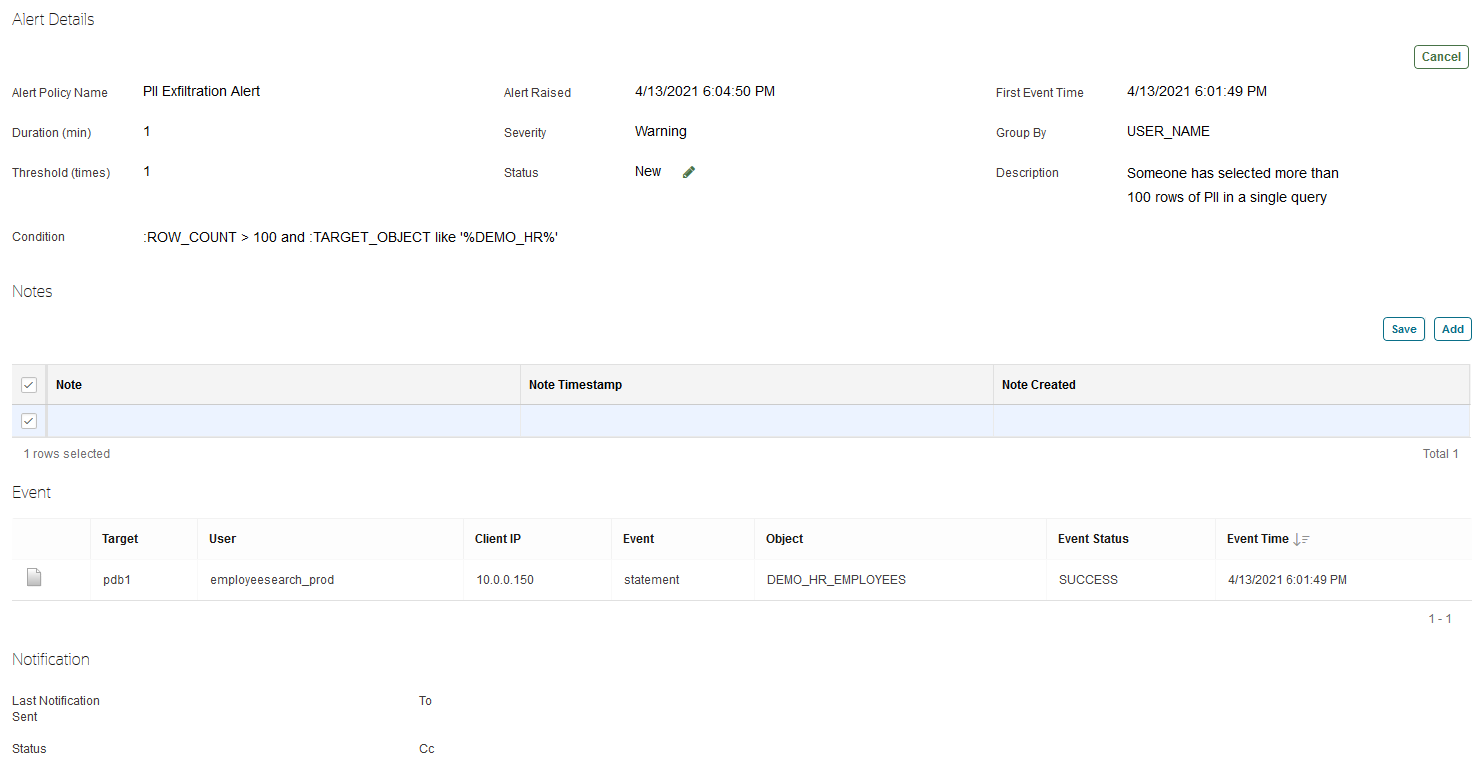 Alert Details
Cancel
Alert Policy Name PII Exfiltration Alert Alert Raised 4/13/2021 6:04:50 PM First Event Time 4/13/2021 6:01:49 PM
Duration (min) 1 Severity Warning Group By USER_NAME
Threshold (times) 1 Status New Description Someone has selected more than
100 rows of PII in a single query
Condition :ROW_COUNT > 100 and :TARGET_OBJECT like '%DEMO_HR%'
Notes
Save Add
Note Note Timestamp Note Created
1 rows selected Total 1
Event
Target User Client IP Event Object Event Status Event Time
pdb1 employeesearch_prod 10.0.0.150 statement DEMO_HR_EMPLOYEES SUCCESS 4/13/2021 6:01:49 PM
1 - 1
Notification
Last Notification To
Sent
Status Cc